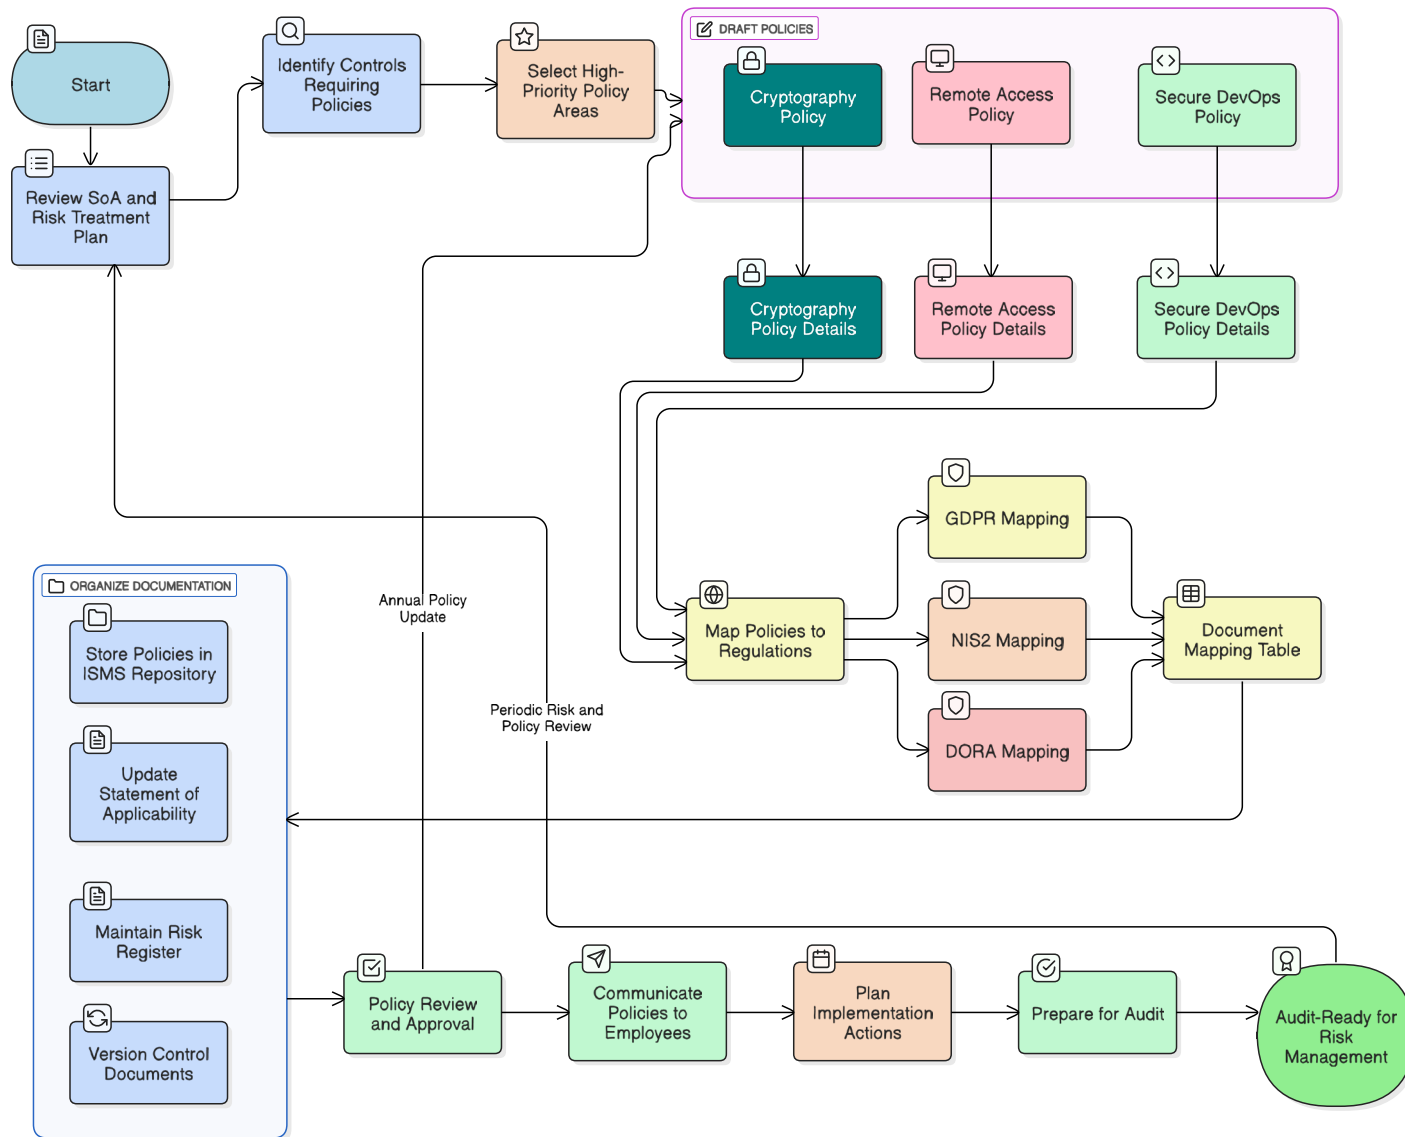 Start
Review SoA and
Risk Treatment
Plan
Identify Controls
Requiring
Policies
Select High-
Priority Policy
Areas
DRAFT POLICIES
Cryptography
Policy
Remote Access
Policy
Secure DevOps
Policy
Cryptography
Policy Details
Remote Access
Policy Details
Secure DevOps
Policy Details
Map Policies to
Regulations
GDPR Mapping
NIS2 Mapping
DORA Mapping
Document
Mapping Table
Annual Policy
Update
Periodic Risk and
Policy Review
ORGANIZE DOCUMENTATION
Store Policies in
ISMS Repository
Update
Statement of
Applicability
Maintain Risk
Register
Version Control
Documents
Policy Review
and Approval
Communicate
Policies to
Employees
Plan
Implementation
Actions
Prepare for Audit
Audit-Ready for
Risk
Management